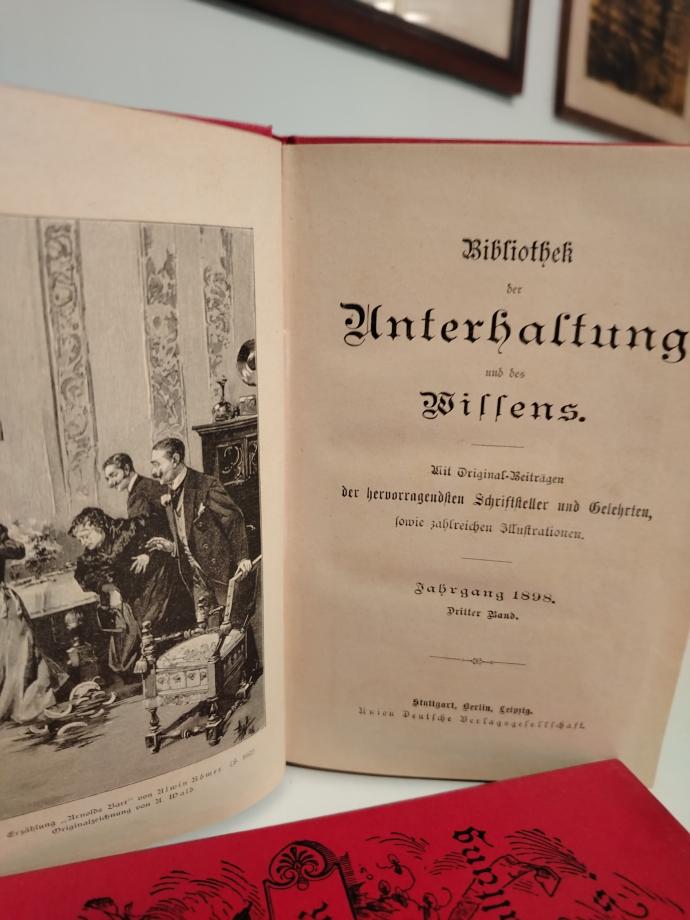 Erzählung „Arnolds Bart" von Alwin Römer. (S.
Originalzeichnung von A. Wald.
Bibliothek
der
Unterhaltung
und des
Wissens.
Mit Original-Beiträgen
der hervorragendsten Schriftsteller und Gelehrten,
sowie zahlreichen Illustrationen.
Jahrgang 1898.
Dritter Band.
Stuttgart, Berlin, Leipzig.
Union Deutsche Verlagsgesellschaft.